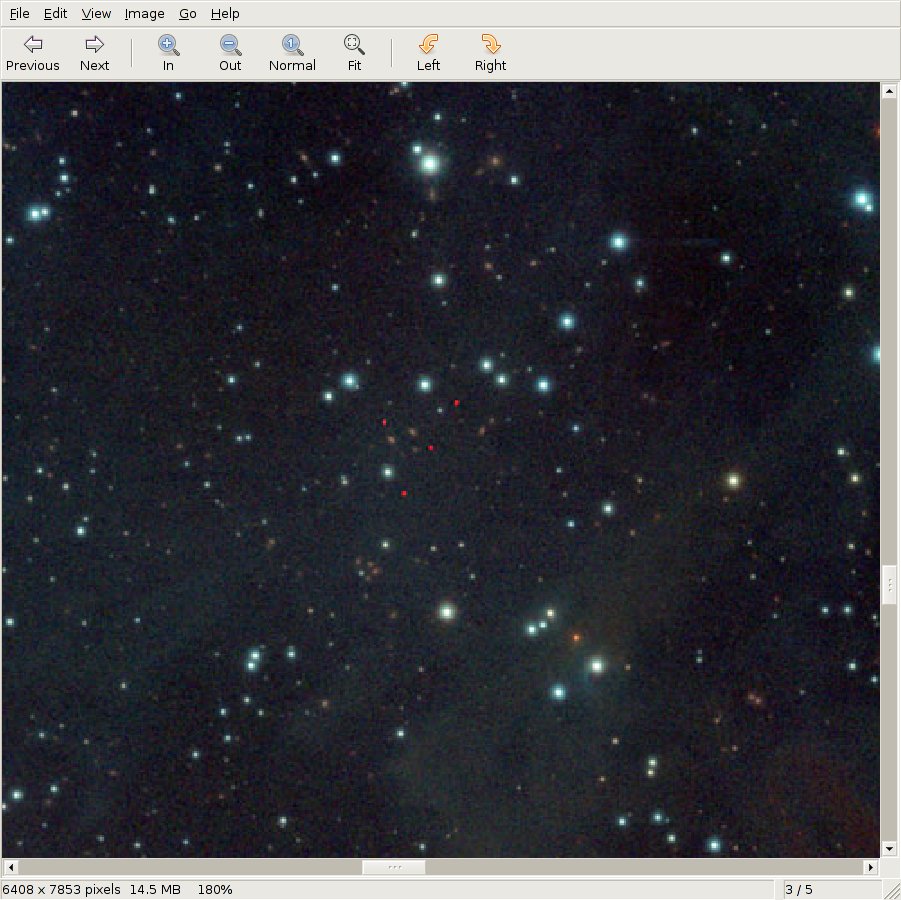 File Edit View Image Go Help
Previous Next In Out Normal Fit Left Right
6408 x 7853 pixels 14.5 MB 180% 3 / 5